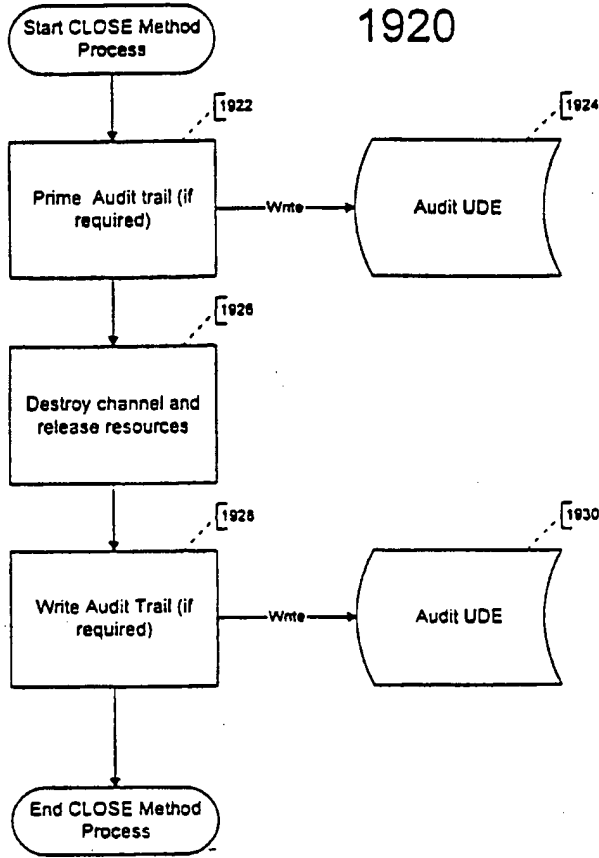 Start CLOSE Method
Process
1920
1922
1924
Prime Audit trail (if
required)
Write
Audit UDE
1926
Destroy channel and
release resources
1928
1930
Write Audit Trail (if
required)
Write
Audit UDE
End CLOSE Method
Process